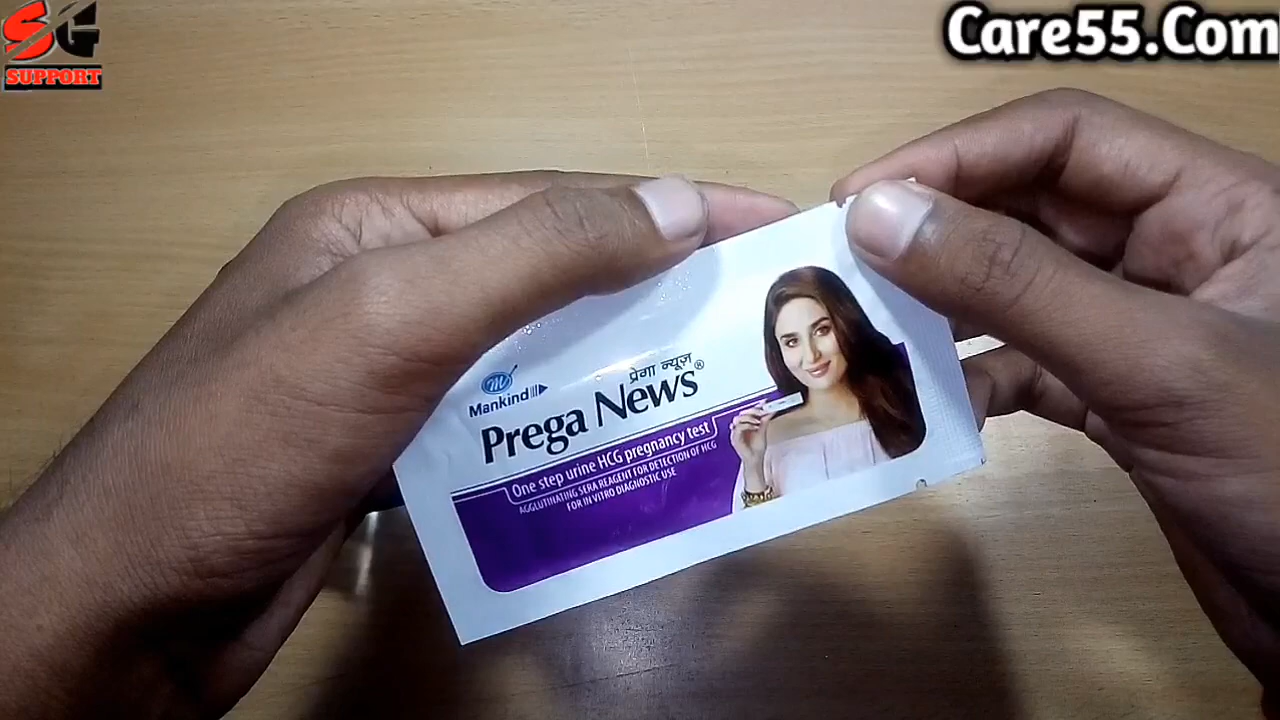 SG
SUPPORT
Care55.Com
Mankind
प्रेगा न्यूज़
Prega News®
One step urine HCG pregnancy test
AGGLUTINATING SERA REAGENT FOR DETECTION OF HCG
FOR IN VITRO DIAGNOSTIC USE